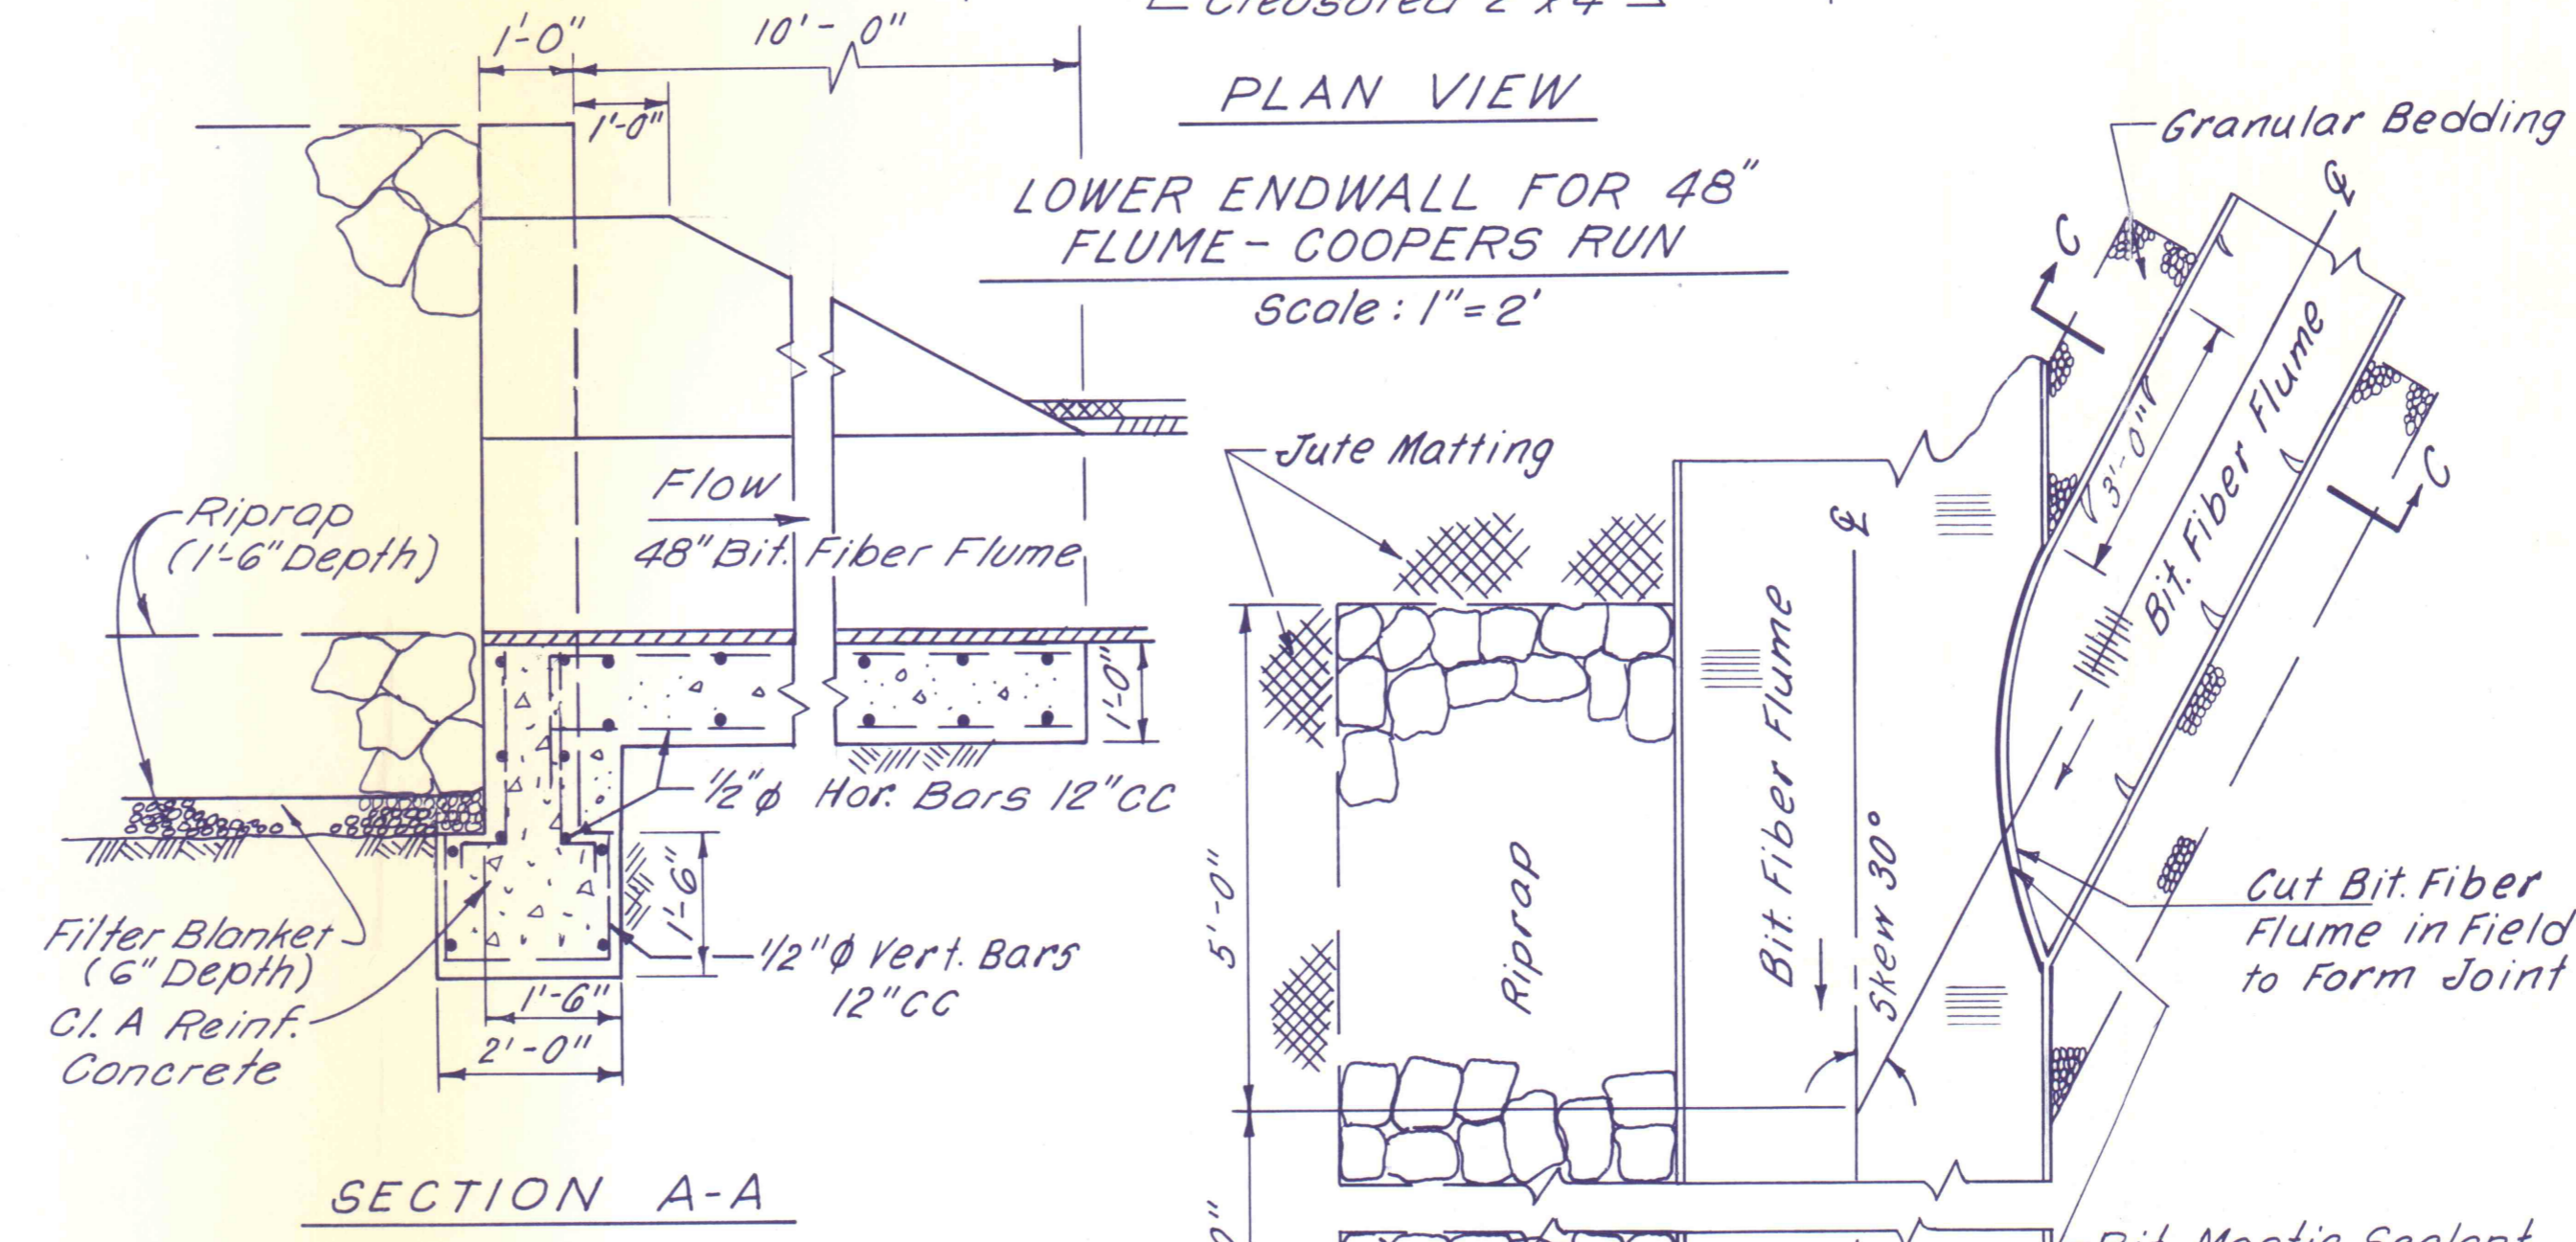 Creosoted 2"x4"
1'-0"
10'-0"
1'-0"
PLAN VIEW
LOWER ENDWALL FOR 48"
FLUME - COOPERS RUN
Scale: 1"=2'
Granular Bedding
℄
C
C
3'-0"
Bit. Fiber Flume
Jute Matting
Flow
48" Bit. Fiber Flume
Riprap
(1'-6" Depth)
1'-0"
1/2"ϕ Hor. Bars 12"CC
1'-6"
1/2"ϕ Vert. Bars
12"CC
Filter Blanket
(6" Depth)
Cl. A Reinf.
Concrete
1'-6"
2'-0"
SECTION A-A
5'-0"
Riprap
Bit. Fiber Flume
℄
Skew 30°
Cut Bit. Fiber
Flume in Field
to Form Joint
Bit. Mastic Sealant